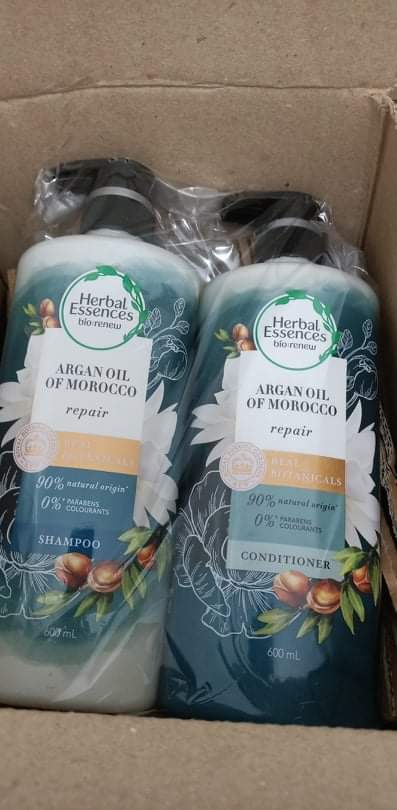 Herbal
Essences
bio:renew
ARGAN OIL
OF MOROCCO
repair
REAL
BOTANICALS
90% natural origin*
0%* PARABENS
COLOURANTS
SHAMPOO
600 mL
Herbal
Essences
bio:renew
ARGAN OIL
OF MOROCCO
repair
REAL
BOTANICALS
90% natural origin*
0%* PARABENS
COLOURANTS
CONDITIONER
600 mL